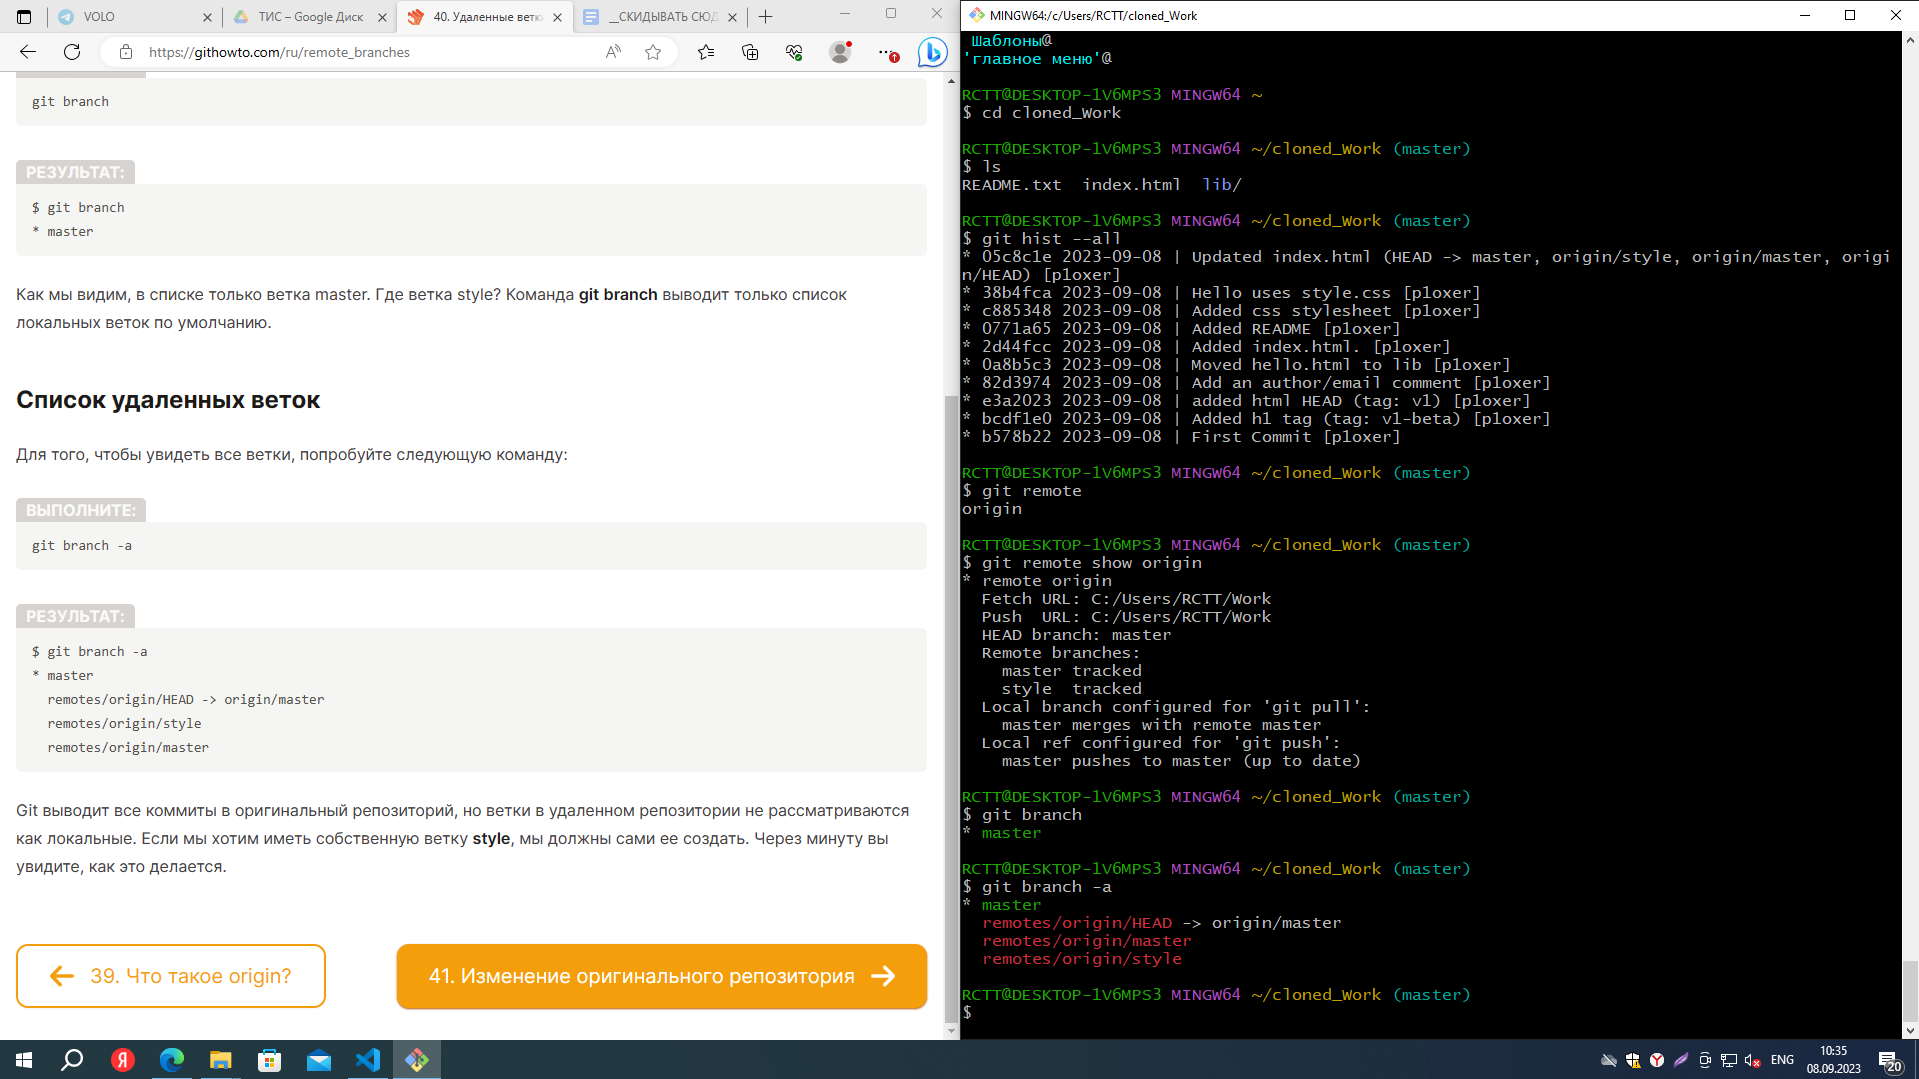 VOLO
ТИС – Google Диск
40. Удаленные ветк
__СКИДЫВАТЬ СЮД
https://githowto.com/ru/remote_branches
git branch
РЕЗУЛЬТАТ:
$ git branch
* master
Как мы видим, в списке только ветка master. Где ветка style? Команда git branch выводит только список
локальных веток по умолчанию.
Список удаленных веток
Для того, чтобы увидеть все ветки, попробуйте следующую команду:
ВЫПОЛНИТЕ:
git branch -a
РЕЗУЛЬТАТ:
$ git branch -a
* master
  remotes/origin/HEAD -> origin/master
  remotes/origin/style
  remotes/origin/master
Git выводит все коммиты в оригинальный репозиторий, но ветки в удаленном репозитории не рассматриваются
как локальные. Если мы хотим иметь собственную ветку style, мы должны сами ее создать. Через минуту вы
увидите, как это делается.
39. Что такое origin?
41. Изменение оригинального репозитория
MINGW64:/c/Users/RCTT/cloned_Work
Шаблоны@
'главное меню'@
RCTT@DESKTOP-1V6MPS3 MINGW64 ~
$ cd cloned_Work
RCTT@DESKTOP-1V6MPS3 MINGW64 ~/cloned_Work (master)
$ ls
README.txt  index.html  lib/
RCTT@DESKTOP-1V6MPS3 MINGW64 ~/cloned_Work (master)
$ git hist --all
* 05c8c1e 2023-09-08 | Updated index.html (HEAD -> master, origin/style, origin/master, origi
n/HEAD) [p1oxer]
* 38b4fca 2023-09-08 | Hello uses style.css [p1oxer]
* c885348 2023-09-08 | Added css stylesheet [p1oxer]
* 0771a65 2023-09-08 | Added README [p1oxer]
* 2d44fcc 2023-09-08 | Added index.html. [p1oxer]
* 0a8b5c3 2023-09-08 | Moved hello.html to lib [p1oxer]
* 82d3974 2023-09-08 | Add an author/email comment [p1oxer]
* e3a2023 2023-09-08 | added html HEAD (tag: v1) [p1oxer]
* bcdf1e0 2023-09-08 | Added h1 tag (tag: v1-beta) [p1oxer]
* b578b22 2023-09-08 | First Commit [p1oxer]
RCTT@DESKTOP-1V6MPS3 MINGW64 ~/cloned_Work (master)
$ git remote
origin
RCTT@DESKTOP-1V6MPS3 MINGW64 ~/cloned_Work (master)
$ git remote show origin
* remote origin
  Fetch URL: C:/Users/RCTT/Work
  Push  URL: C:/Users/RCTT/Work
  HEAD branch: master
  Remote branches:
    master tracked
    style  tracked
  Local branch configured for 'git pull':
    master merges with remote master
  Local ref configured for 'git push':
    master pushes to master (up to date)
RCTT@DESKTOP-1V6MPS3 MINGW64 ~/cloned_Work (master)
$ git branch
* master
RCTT@DESKTOP-1V6MPS3 MINGW64 ~/cloned_Work (master)
$ git branch -a
* master
  remotes/origin/HEAD -> origin/master
  remotes/origin/master
  remotes/origin/style
RCTT@DESKTOP-1V6MPS3 MINGW64 ~/cloned_Work (master)
$
ENG
10:35
08.09.2023
20